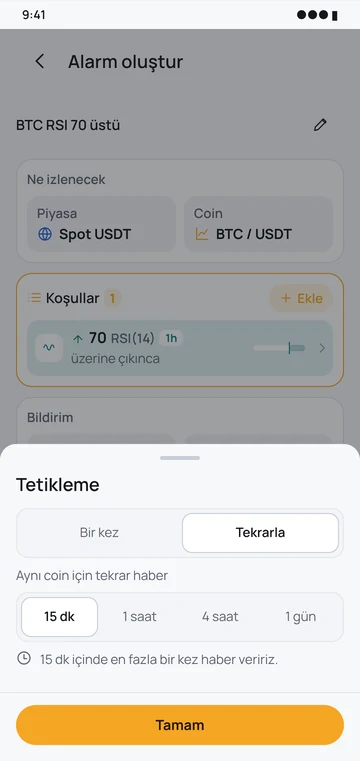 9:41
Alarm oluştur
BTC RSI 70 üstü
Ne izlenecek
Piyasa
Spot USDT
Coin
BTC / USDT
Koşullar 1
+ Ekle
70 RSI(14) 1h
üzerine çıkınca
Bildirim
Tetikleme
Bir kez
Tekrarla
Aynı coin için tekrar haber
15 dk
1 saat
4 saat
1 gün
15 dk içinde en fazla bir kez haber veririz.
Tamam